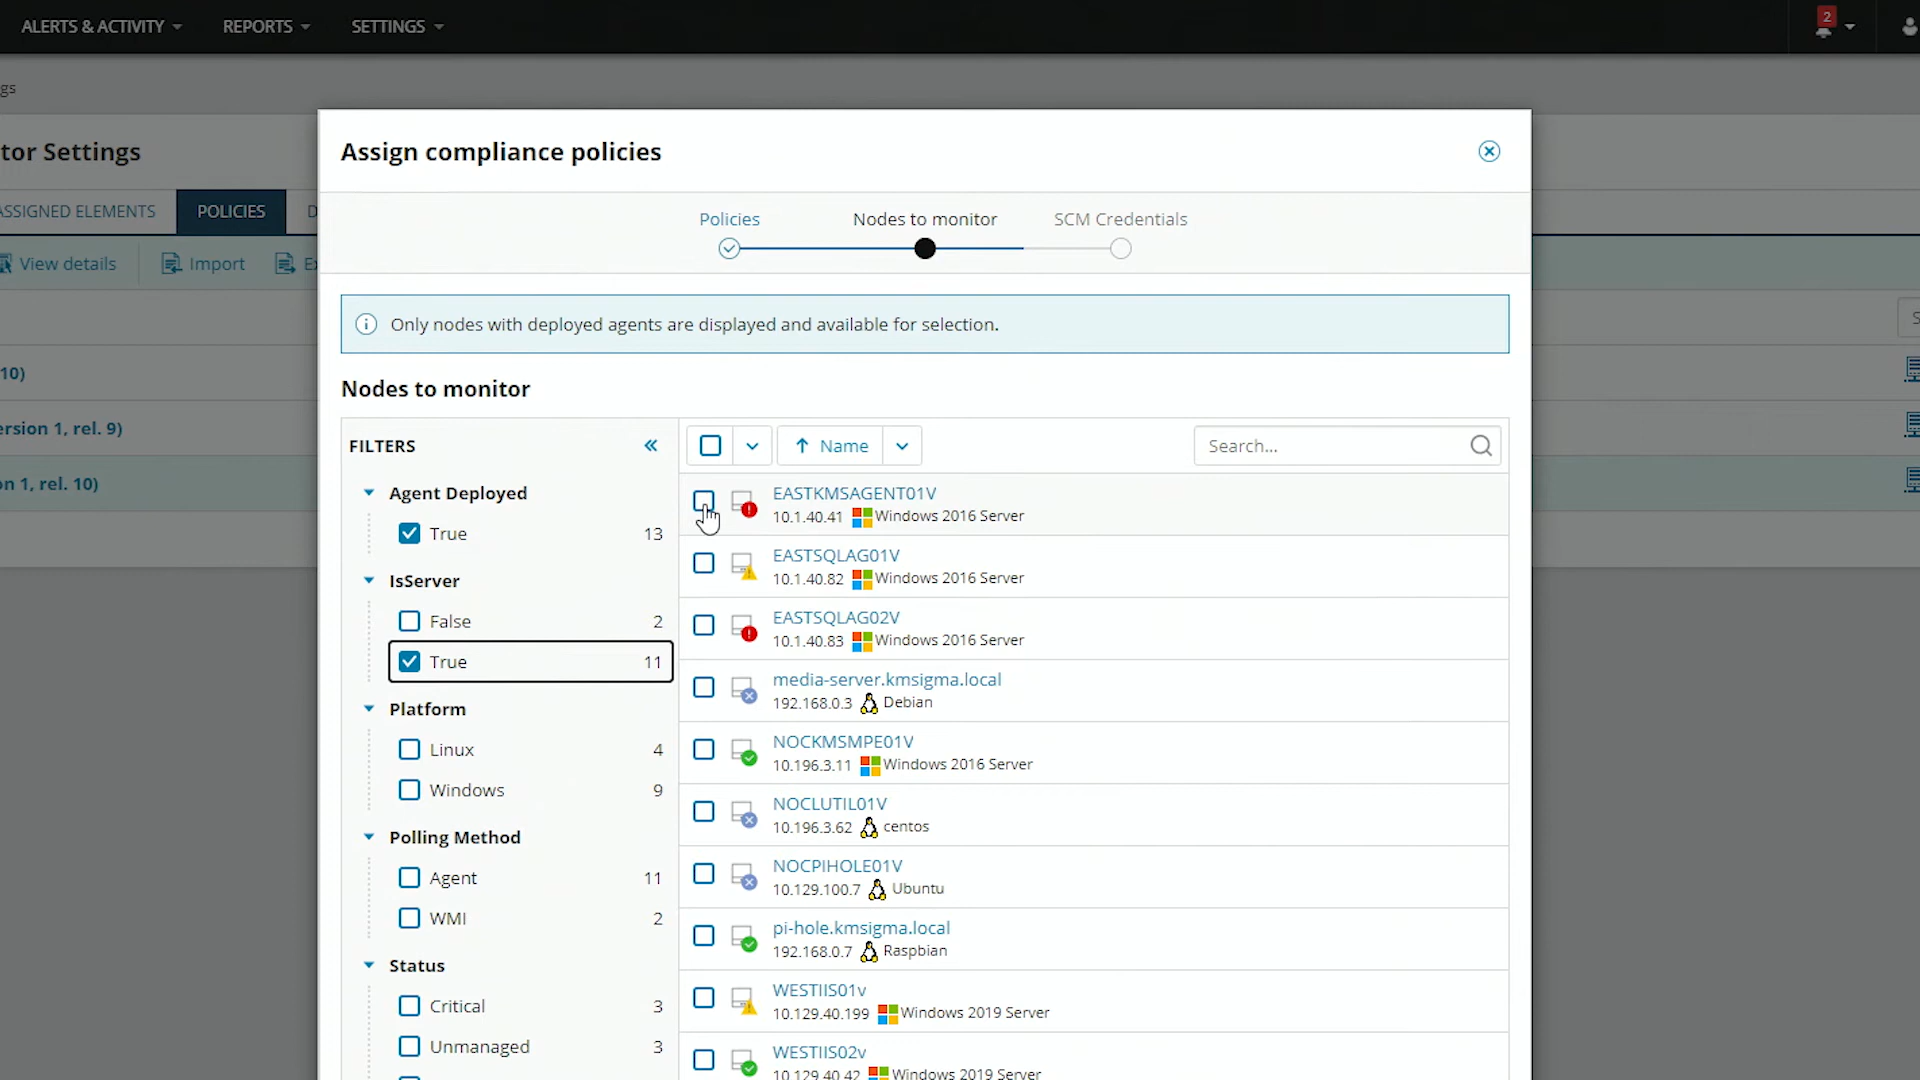 ALERTS & ACTIVITY
REPORTS
SETTINGS
2
gs
tor Settings
ASSIGNED ELEMENTS
POLICIES
D
View details
Import
Ex
10)
ersion 1, rel. 9)
n 1, rel. 10)
S
Assign compliance policies
Policies
Nodes to monitor
SCM Credentials
Only nodes with deployed agents are displayed and available for selection.
Nodes to monitor
FILTERS
Agent Deployed
True 13
IsServer
False 2
True 11
Platform
Linux 4
Windows 9
Polling Method
Agent 11
WMI 2
Status
Critical 3
Unmanaged 3
Name
Search...
EASTKMSAGENT01V
10.1.40.41 Windows 2016 Server
EASTSQLAG01V
10.1.40.82 Windows 2016 Server
EASTSQLAG02V
10.1.40.83 Windows 2016 Server
media-server.kmsigma.local
192.168.0.3 Debian
NOCKMSMPE01V
10.196.3.11 Windows 2016 Server
NOCLUTIL01V
10.196.3.62 centos
NOCPIHOLE01V
10.129.100.7 Ubuntu
pi-hole.kmsigma.local
192.168.0.7 Raspbian
WESTIIS01v
10.129.40.199 Windows 2019 Server
WESTIIS02v
10.129.40.42 Windows 2019 Server